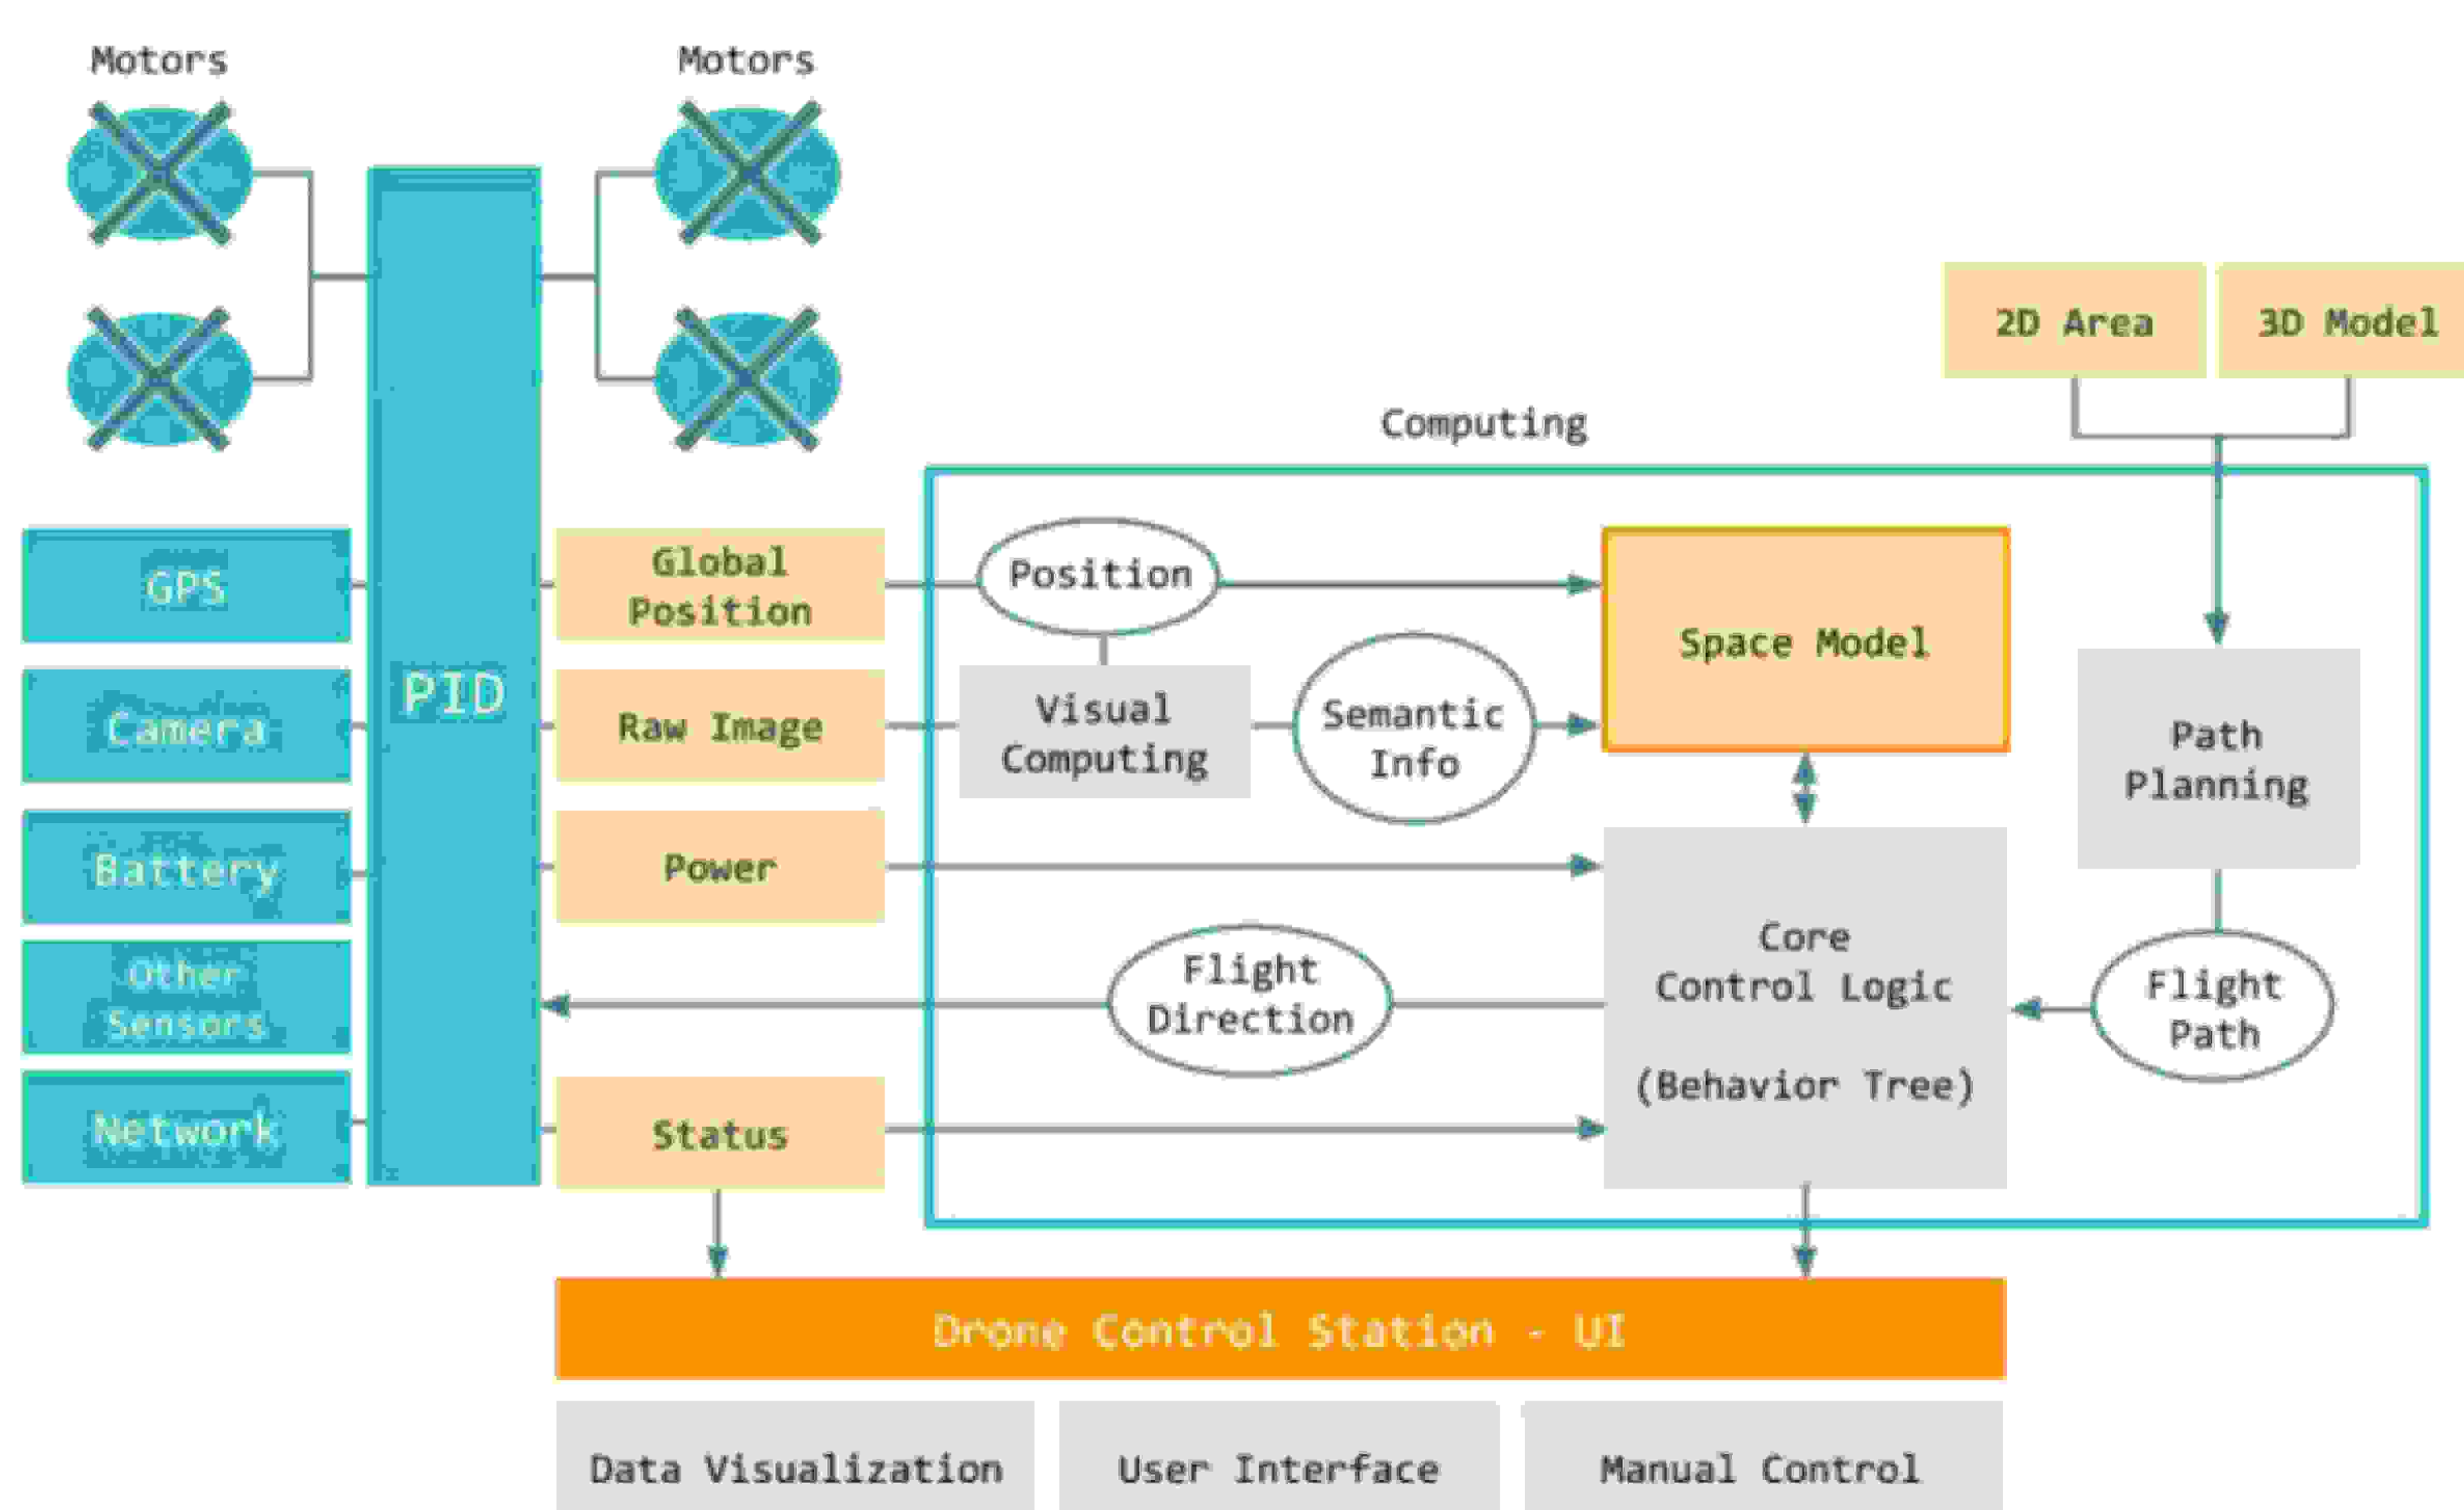 Motors
Motors
2D Area
3D Model
Computing
GPS
Global
Position
Position
Space Model
PID
Camera
Raw Image
Visual
Computing
Semantic
Info
Path
Planning
Battery
Power
Core
Control Logic
(Behavior Tree)
Other
Sensors
Flight
Direction
Flight
Path
Network
Status
Drone Control Station - UI
Data Visualization
User Interface
Manual Control